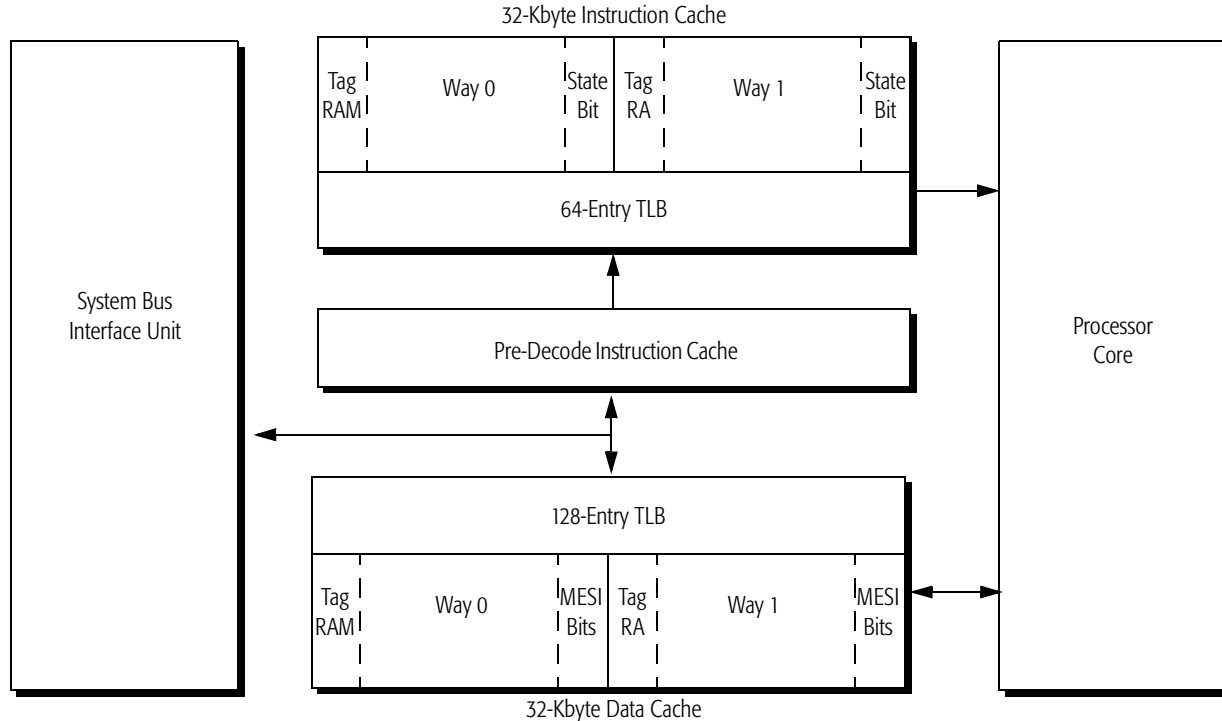 32-Kbyte Instruction Cache
Tag
RAM
Way 0
State
Bit
Tag
RA
Way 1
State
Bit
64-Entry TLB
System Bus
Interface Unit
Pre-Decode Instruction Cache
Processor
Core
128-Entry TLB
Tag
RAM
Way 0
MESI
Bits
Tag
RA
Way 1
MESI
Bits
32-Kbyte Data Cache